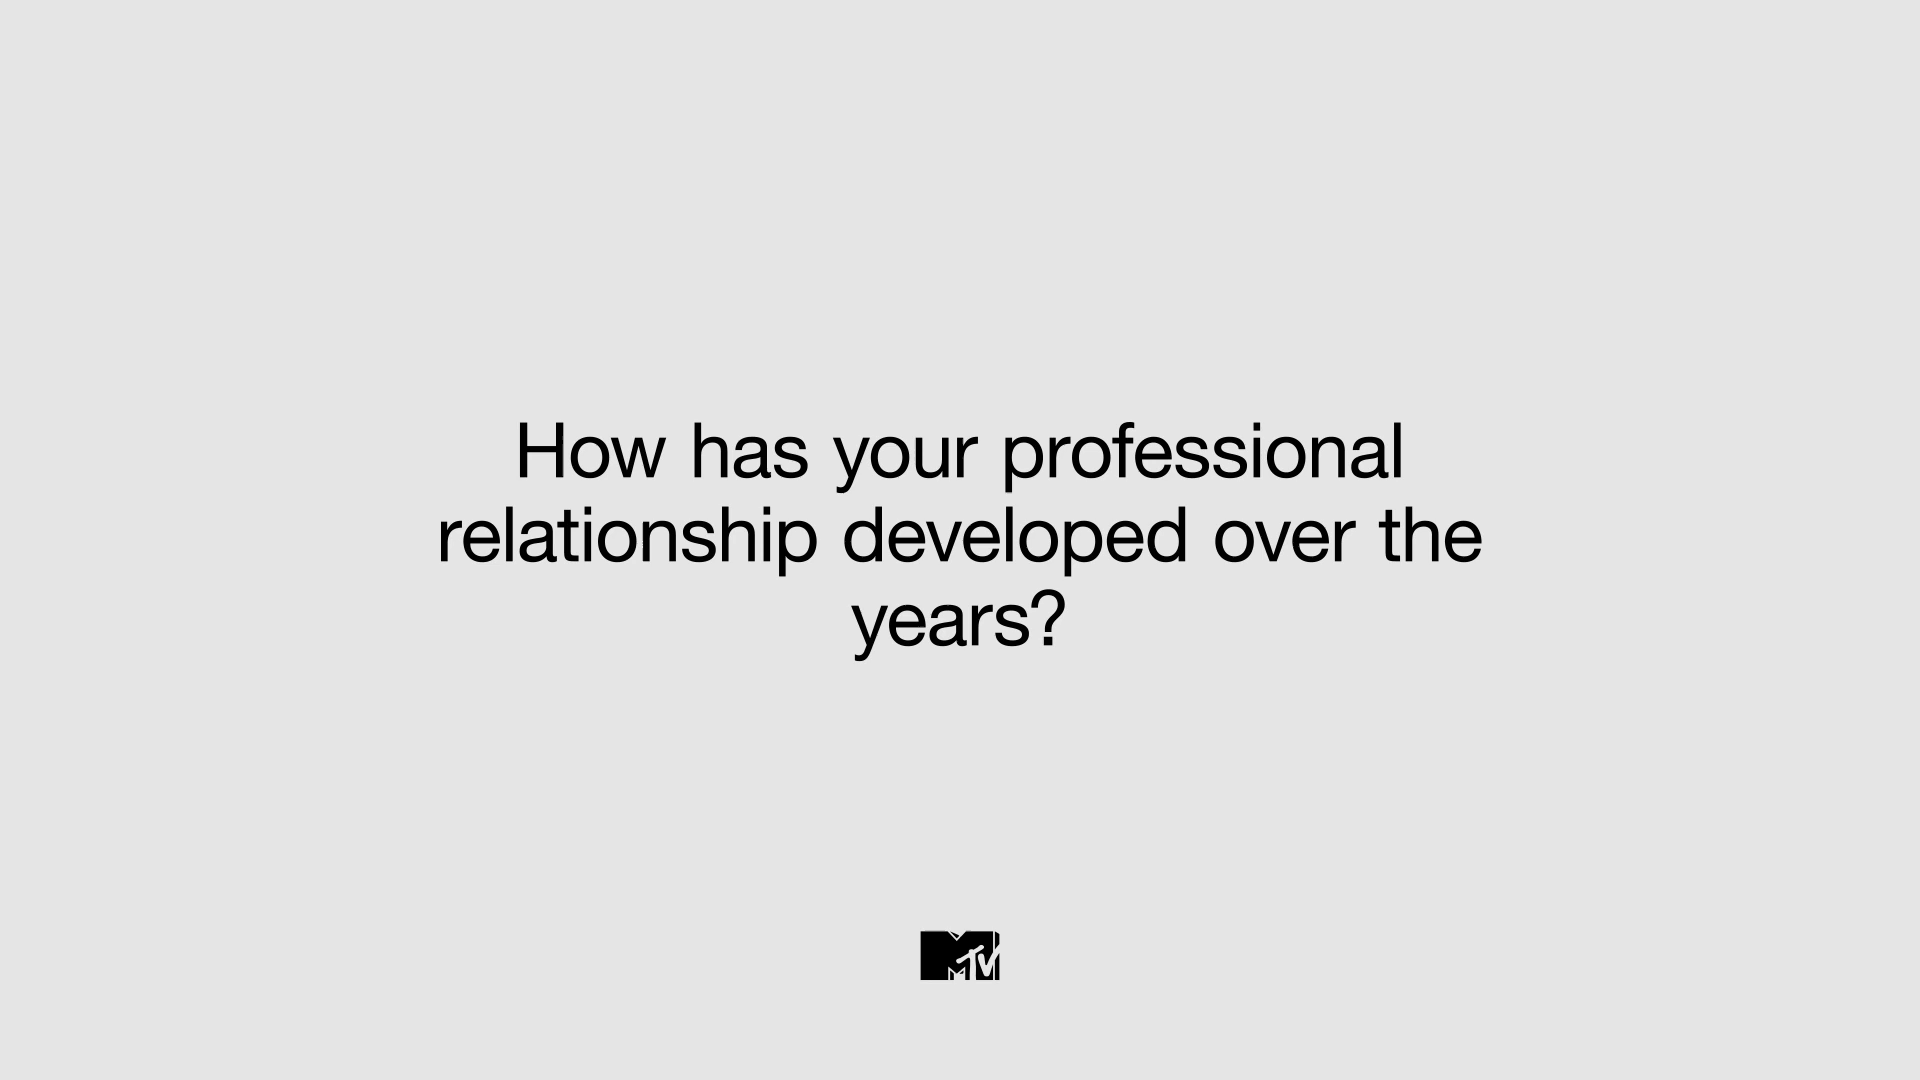 How has your professional
relationship developed over the
years?
MTV